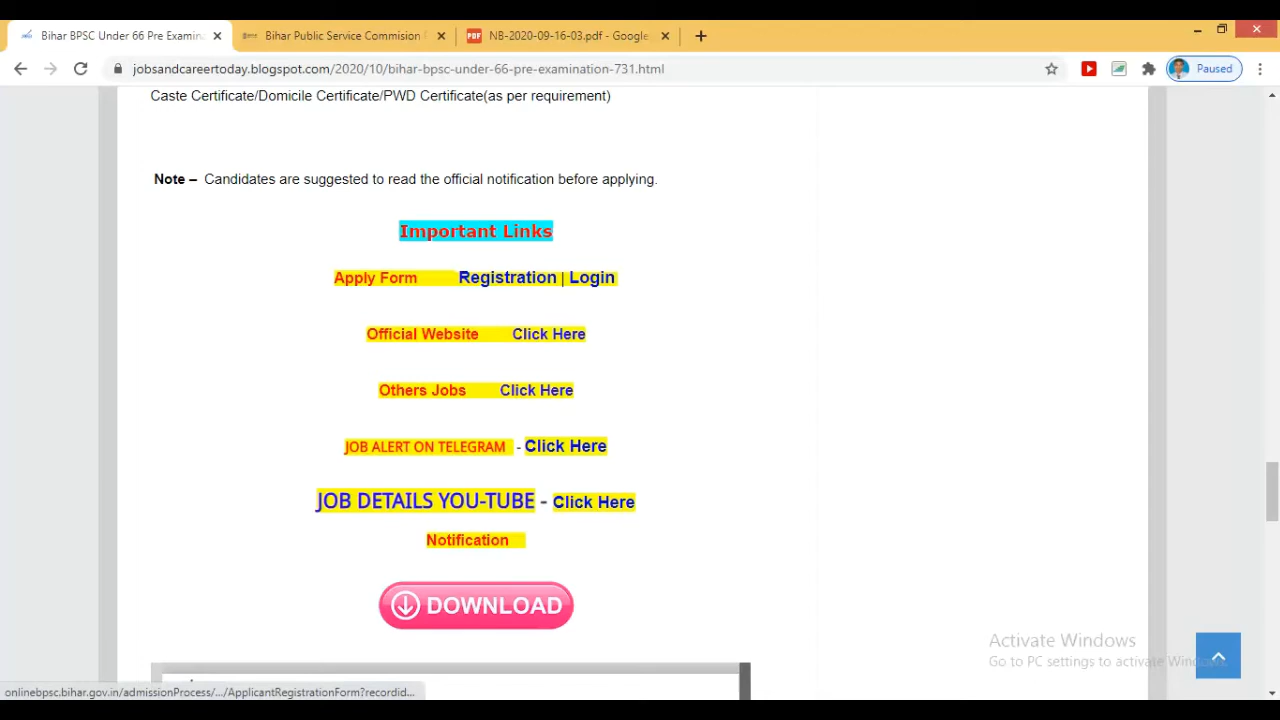 Bihar BPSC Under 66 Pre Examin
Bihar Public Service Commision
NB-2020-09-16-03.pdf - Google
jobsandcareertoday.blogspot.com/2020/10/bihar-bpsc-under-66-pre-examination-731.html
Paused
Caste Certificate/Domicile Certificate/PWD Certificate(as per requirement)
Note – Candidates are suggested to read the official notification before applying.
Important Links
Apply Form Registration | Login
Official Website Click Here
Others Jobs Click Here
JOB ALERT ON TELEGRAM - Click Here
JOB DETAILS YOU-TUBE - Click Here
Notification
DOWNLOAD
Activate Windows
Go to PC settings to activate Windows.
onlinebpsc.bihar.gov.in/admissionProcess/.../ApplicantRegistrationForm?recordid...